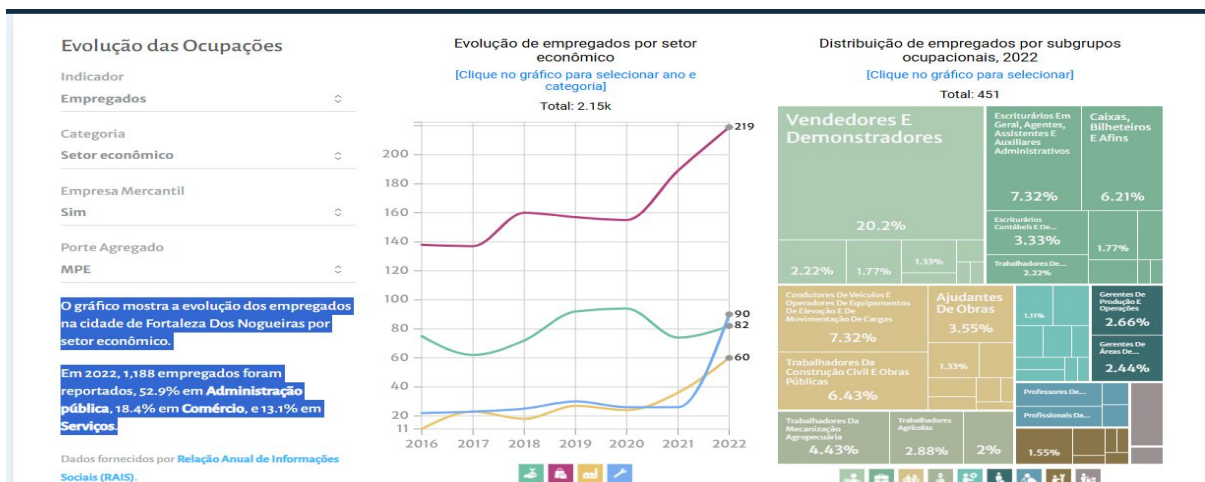 Evolução das Ocupações
Indicador
Empregados
Categoria
Setor econômico
Empresa Mercantil
Sim
Porte Agregado
MPE
O gráfico mostra a evolução dos empregados
na cidade de Fortaleza Dos Nogueiras por
setor econômico.
Em 2022, 1,188 empregados foram
reportados, 52.9% em Administração
pública, 18.4% em Comércio, e 13.1% em
Serviços.
Dados fornecidos por Relação Anual de Informações
Sociais (RAIS).
Evolução de empregados por setor
econômico
[Clique no gráfico para selecionar ano e
categoria]
Total: 2.15k
200
180
160
140
120
100
80
60
40
20
11
219
90
82
60
2016 2017 2018 2019 2020 2021 2022
Distribuição de empregados por subgrupos
ocupacionais, 2022
[Clique no gráfico para selecionar]
Total: 451
Vendedores E
Demonstradores
20.2%
2.22%
1.77%
1.33%
Escriturários Em
Geral, Agentes,
Assistentes E
Auxiliares
Administrativos
7.32%
Caixas,
Bilheteiros
E Afins
6.21%
Escriturários
Contábeis E De...
3.33%
Trabalhadores De...
2.22%
1.77%
Condutores De Veículos E
Operadores De Equipamentos
De Elevação E De
Movimentação De Cargas
7.32%
Ajudantes
De Obras
3.55%
Trabalhadores Da
Construção Civil E Obras
Públicas
6.43%
1.33%
1.11%
Gerentes De
Produção E
Operações
2.66%
Gerentes De
Áreas De...
2.44%
Trabalhadores Da
Mecanização
Agropecuária
4.43%
Trabalhadores
Agrícolas
2.88%
2%
Professores De...
Profissionais Da...
1.55%